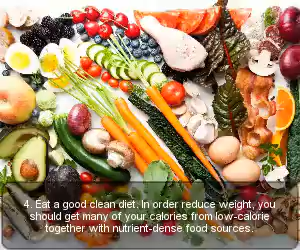 4. Eat a good clean diet. In order reduce weight, you
should get many of your calories from low-calorie
together with nutrient-dense food sources.